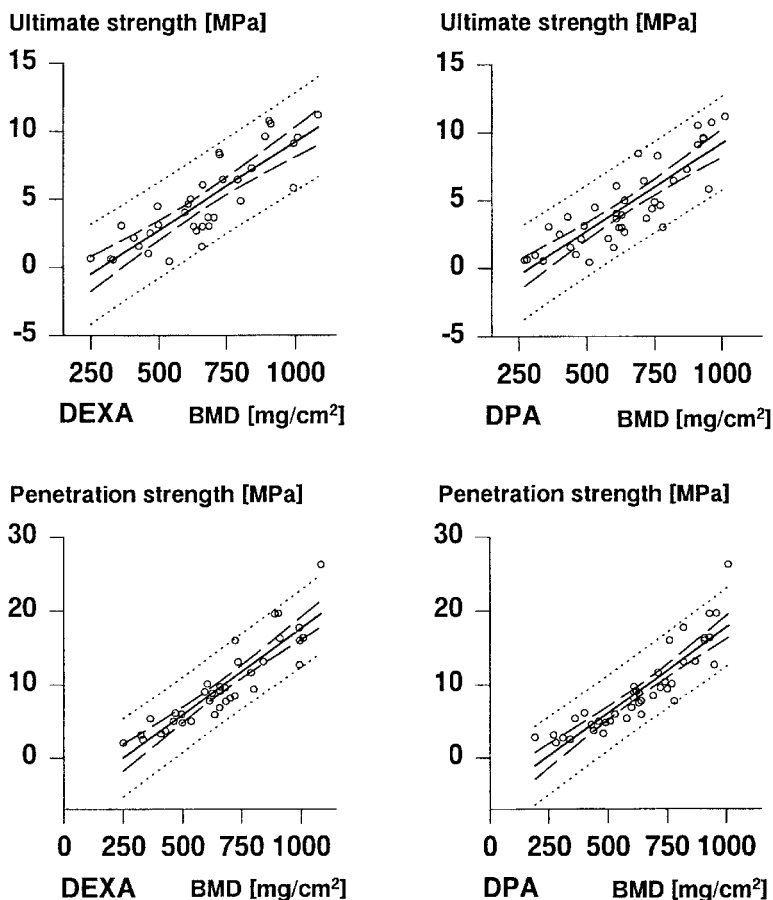 Ultimate strength [MPa]
15
10
5
0
-5
250 500 750 1000
DEXA BMD [mg/cm²]
Ultimate strength [MPa]
15
10
5
0
-5
250 500 750 1000
DPA BMD [mg/cm²]
Penetration strength [MPa]
30
20
10
0
0 250 500 750 1000
DEXA BMD [mg/cm²]
Penetration strength [MPa]
30
20
10
0
0 250 500 750 1000
DPA BMD [mg/cm²]